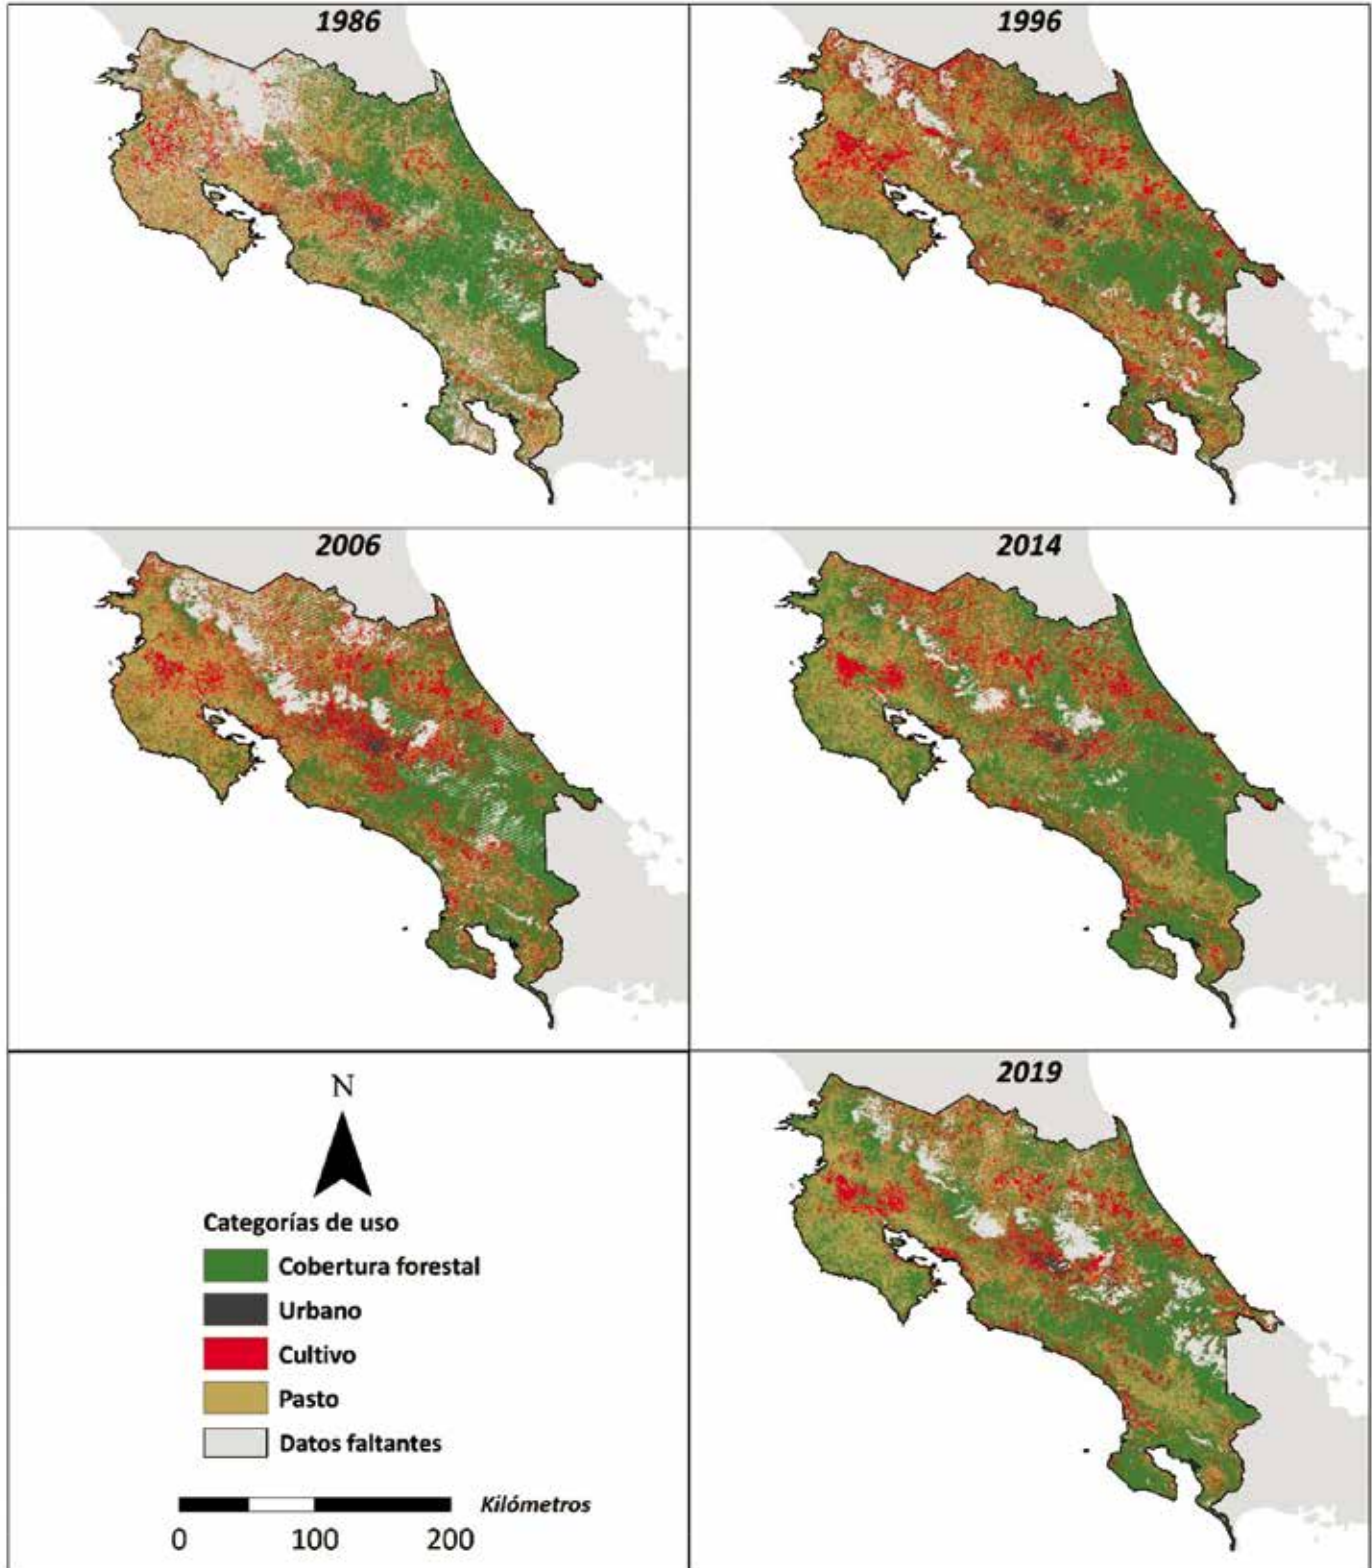 1986
1996
2006
2014
2019
N
Categorías de uso
Cobertura forestal
Urbano
Cultivo
Pasto
Datos faltantes
Kilómetros
0 100 200